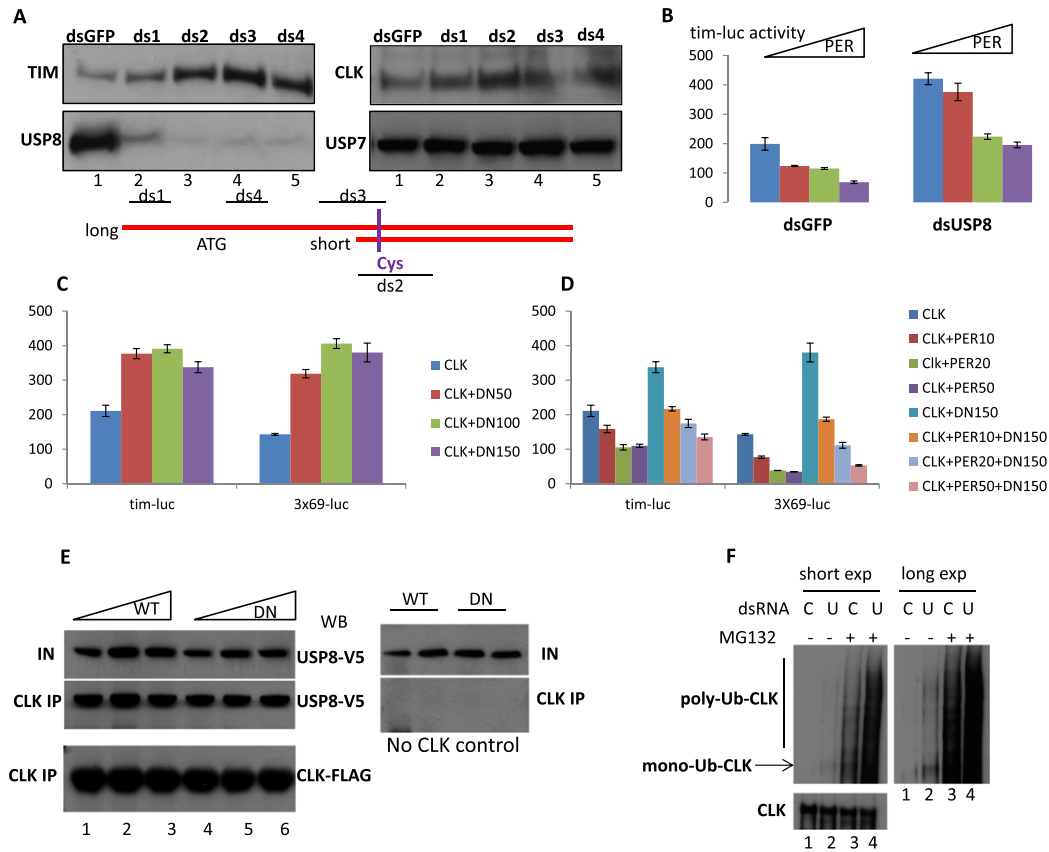 A
dsGFP ds1 ds2 ds3 ds4
TIM
USP8
1 2 3 4 5
dsGFP ds1 ds2 ds3 ds4
CLK
USP7
1 2 3 4 5
ds1 ds4 ds3
long
ATG short
Cys
ds2
B
tim-luc activity
PER PER
500
400
300
200
100
0
dsGFP dsUSP8
C
500
400
300
200
100
0
tim-luc 3x69-luc
CLK
CLK+DN50
CLK+DN100
CLK+DN150
D
500
400
300
200
100
0
tim-luc 3X69-luc
CLK
CLK+PER10
Clk+PER20
CLK+PER50
CLK+DN150
CLK+PER10+DN150
CLK+PER20+DN150
CLK+PER50+DN150
E
WT DN WB
IN USP8-V5
CLK IP USP8-V5
CLK IP CLK-FLAG
1 2 3 4 5 6
WT DN
IN
CLK IP
No CLK control
F
short exp long exp
dsRNA C U C U C U C U
MG132 - - + + - - + +
poly-Ub-CLK
mono-Ub-CLK
1 2 3 4
CLK
1 2 3 4